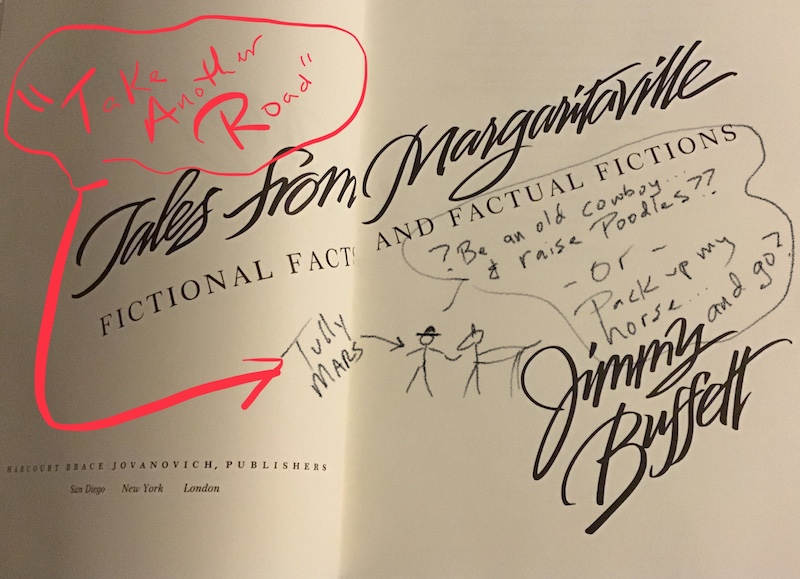 "Take
Another
Road"
Tales from Margaritaville
FICTIONAL FACTS AND FACTUAL FICTIONS
? Be an old cowboy...
& raise Poodles??
- Or -
Pack up my
horse... and go?
Tully
MARS
Jimmy
Buffett
HARCOURT BRACE JOVANOVICH, PUBLISHERS
San Diego New York London